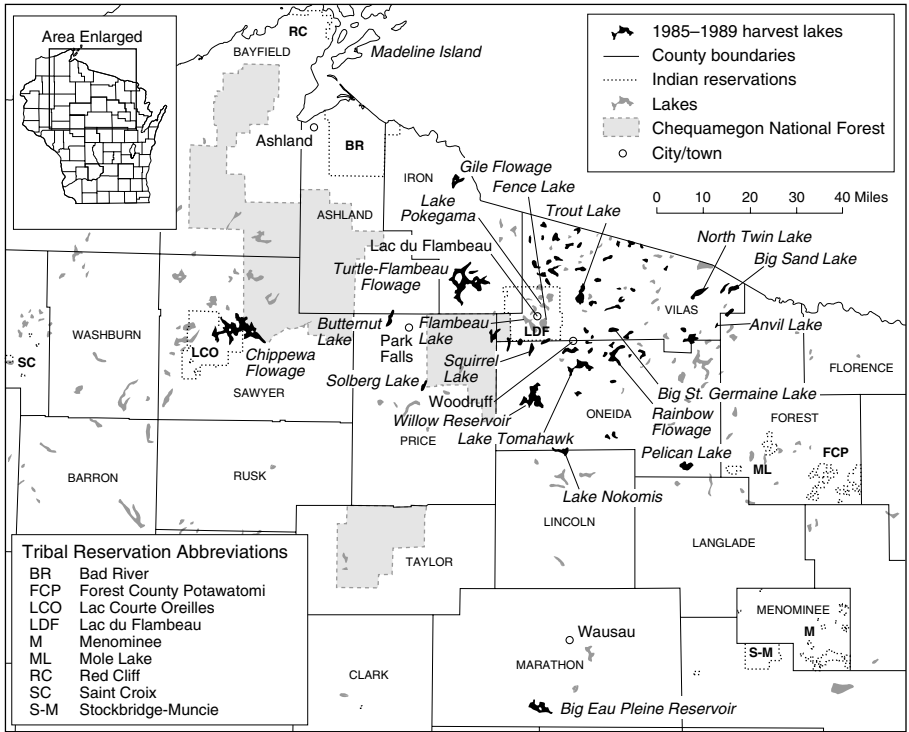 Area Enlarged
RC
BAYFIELD
Madeline Island
1985–1989 harvest lakes
County boundaries
Indian reservations
Lakes
Chequamegon National Forest
City/town
0 10 20 30 40 Miles
Ashland
BR
IRON
Gile Flowage
Fence Lake
Lake
Pokegama
Trout Lake
ASHLAND
Lac du Flambeau
Turtle-Flambeau
Flowage
North Twin Lake
Big Sand Lake
VILAS
WASHBURN
SC
LCO
Chippewa
Flowage
SAWYER
Butternut
Lake
Park
Falls
Flambeau
Lake
LDF
Squirrel
Lake
Anvil Lake
FLORENCE
Solberg Lake
Woodruff
Willow Reservoir
Big St. Germaine Lake
ONEIDA
Rainbow
Flowage
FOREST
PRICE
Lake Tomahawk
Pelican Lake
ML
FCP
BARRON
RUSK
Lake Nokomis
LINCOLN
LANGLADE
TAYLOR
Tribal Reservation Abbreviations
BR Bad River
FCP Forest County Potawatomi
LCO Lac Courte Oreilles
LDF Lac du Flambeau
M Menominee
ML Mole Lake
RC Red Cliff
SC Saint Croix
S-M Stockbridge-Muncie
MENOMINEE
M
S-M
Wausau
MARATHON
CLARK
Big Eau Pleine Reservoir